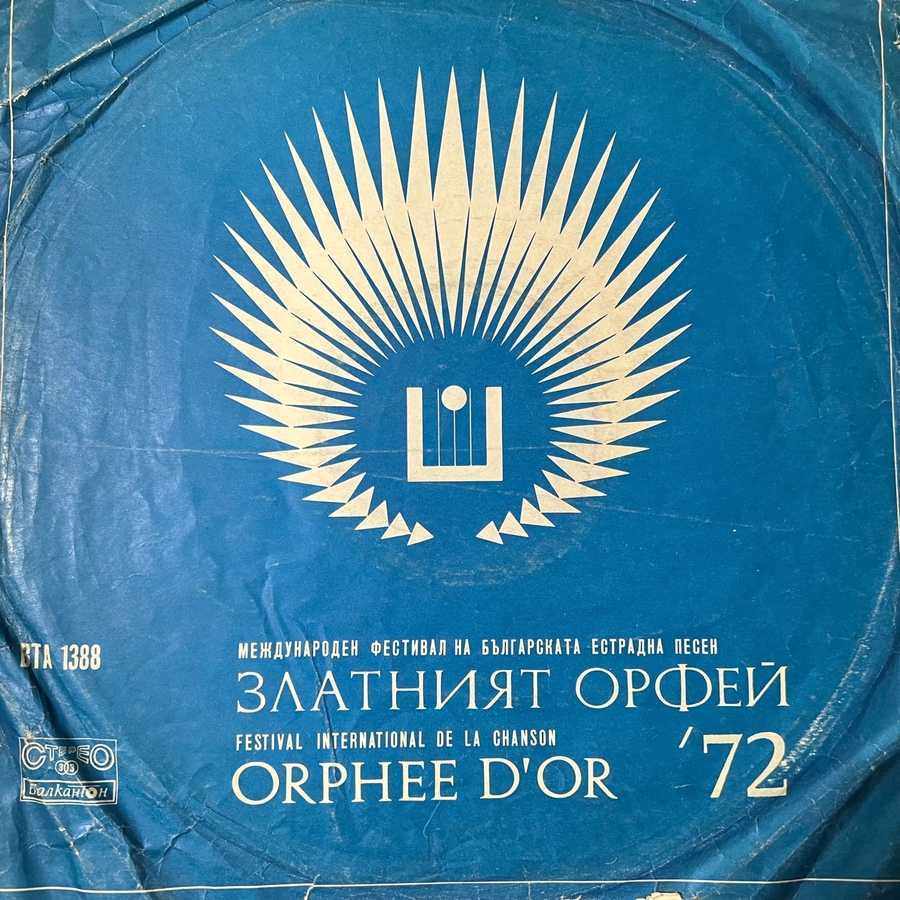 ВТА 1388
МЕЖДУНАРОДЕН ФЕСТИВАЛ НА БЪЛГАРСКАТА ЕСТРАДНА ПЕСЕН
ЗЛАТНИЯТ ОРФЕЙ
FESTIVAL INTERNATIONAL DE LA CHANSON
ORPHEE D'OR '72
СТЕРЕО
303
Балкантон